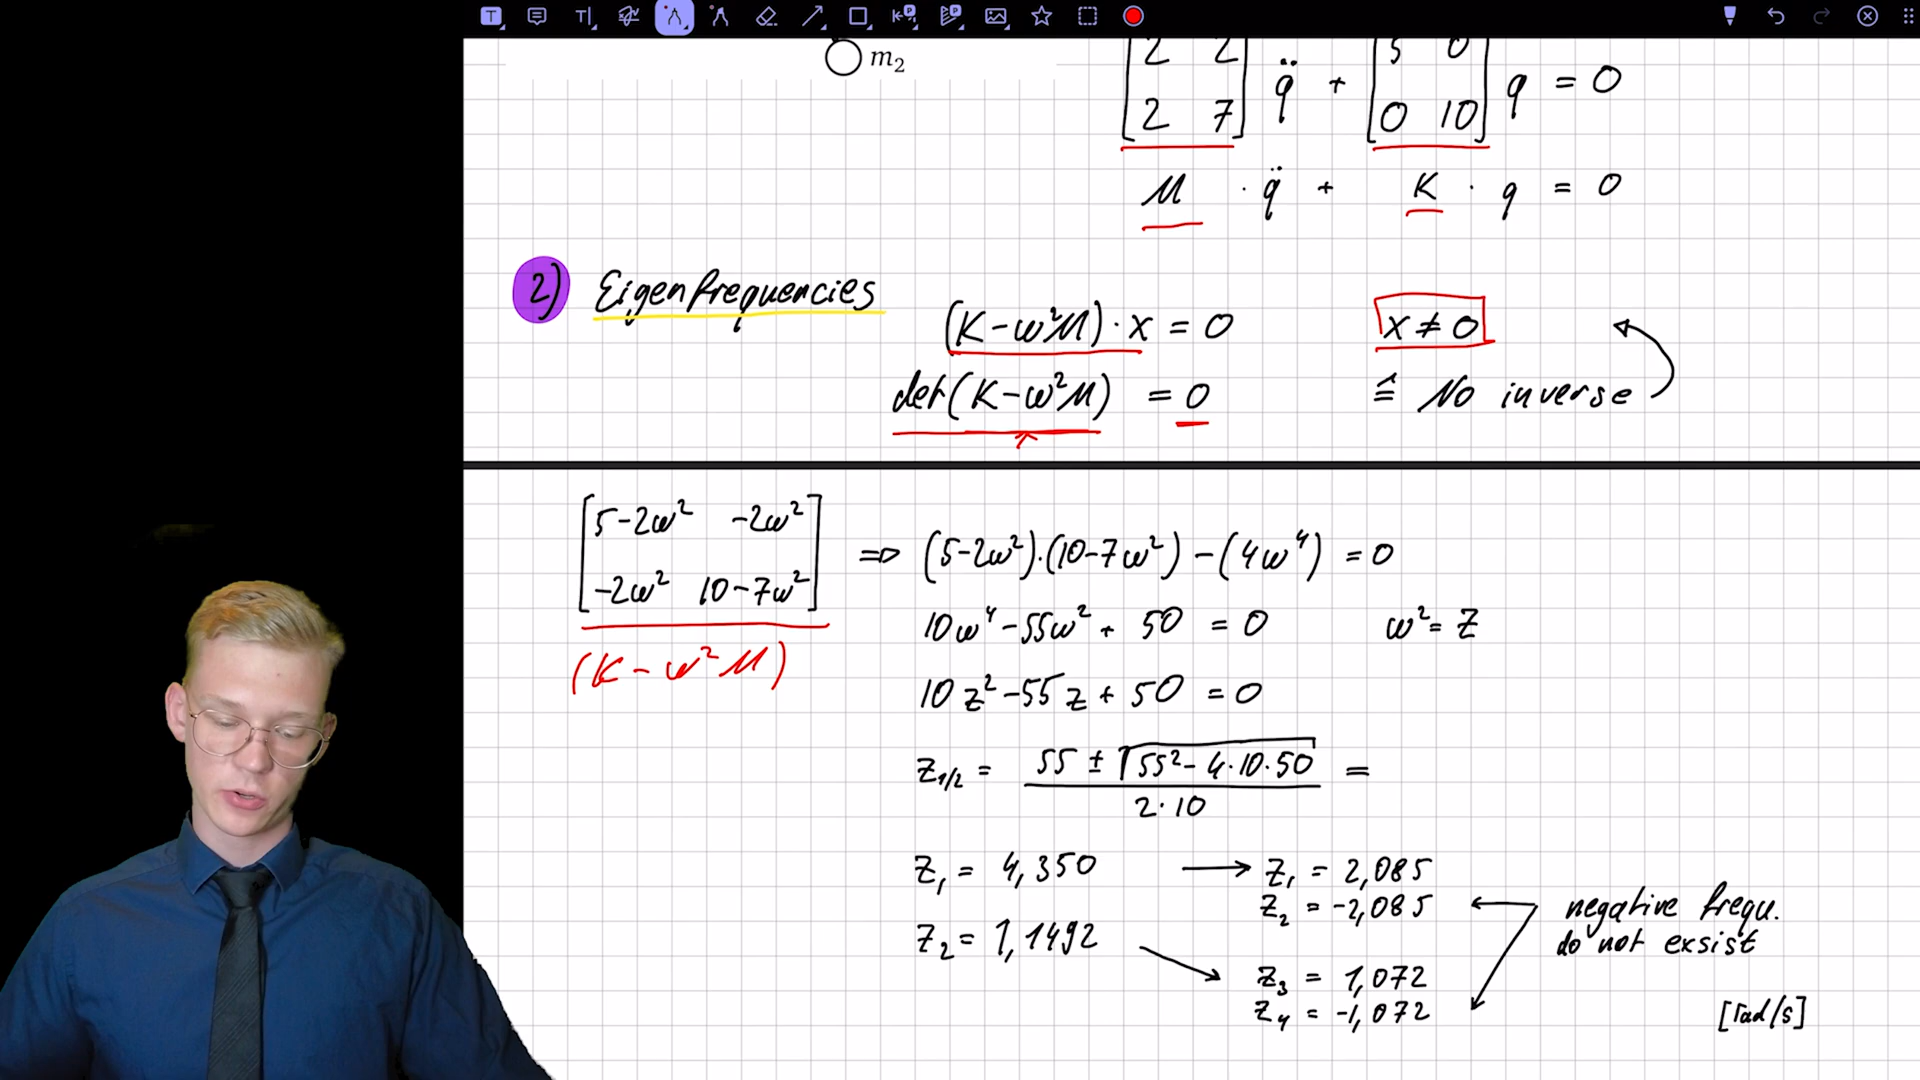 m₂
[2 2; 2 7] q̈ + [5 0; 0 10] q = 0
M · q̈ + K · q = 0
2) Eigenfrequencies
(K-ω²M)·x = 0 x ≠ 0
det(K-ω²M) = 0 ≙ No inverse
[5-2ω² -2ω²; -2ω² 10-7ω²] ⇒ (5-2ω²)·(10-7ω²) - (4ω⁴) = 0
(K-ω²M)
10ω⁴ - 55ω² + 50 = 0 ω² = Z
10z² - 55z + 50 = 0
z₁/₂ = (55 ± √(55² - 4·10·50)) / (2·10) =
Z₁ = 4,350 → Z₁ = 2,085
Z₂ = -2,085
Z₂ = 1,1492
Z₃ = 1,072
Z₄ = -1,072
negative frequ.
do not exsist
[rad/s]